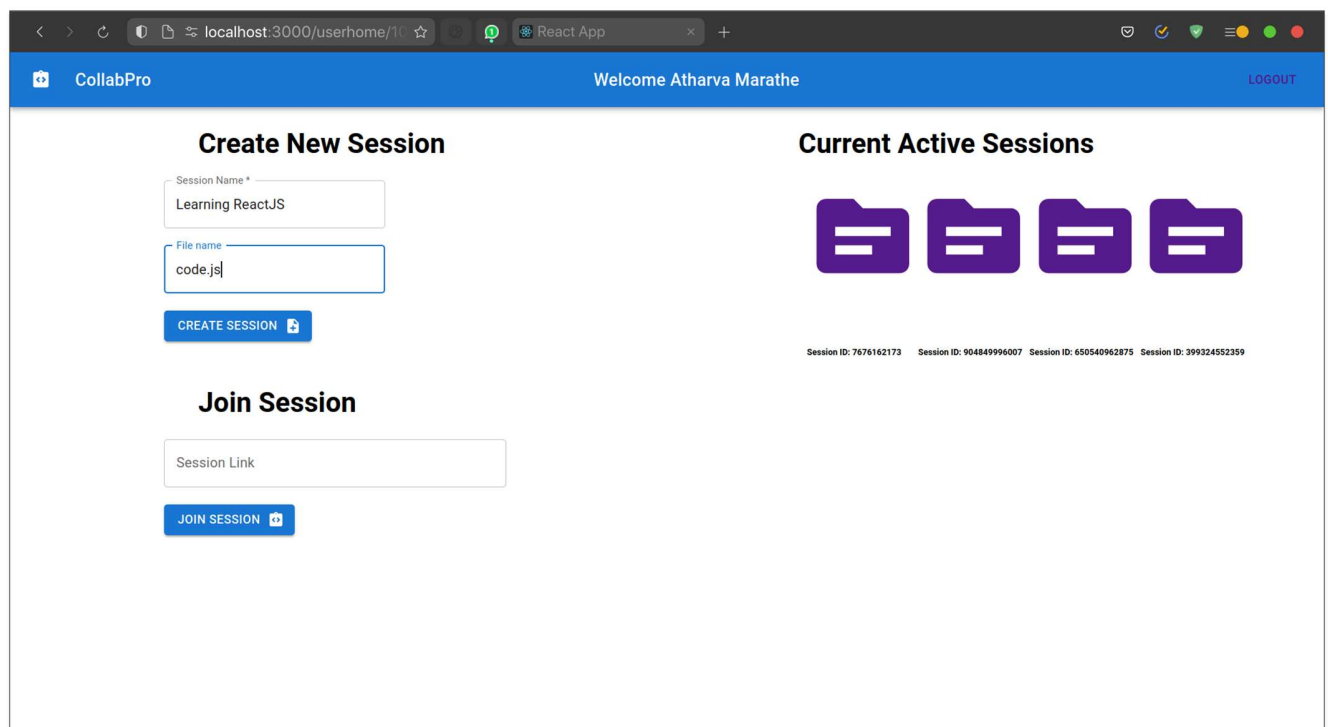 localhost:3000/userhome/10
React App
CollabPro
Welcome Atharva Marathe
LOGOUT
Create New Session
Session Name *
Learning ReactJS
File name
code.js
CREATE SESSION
Join Session
Session Link
JOIN SESSION
Current Active Sessions
Session ID: 7676162173
Session ID: 904849996007
Session ID: 650540962875
Session ID: 399324552359